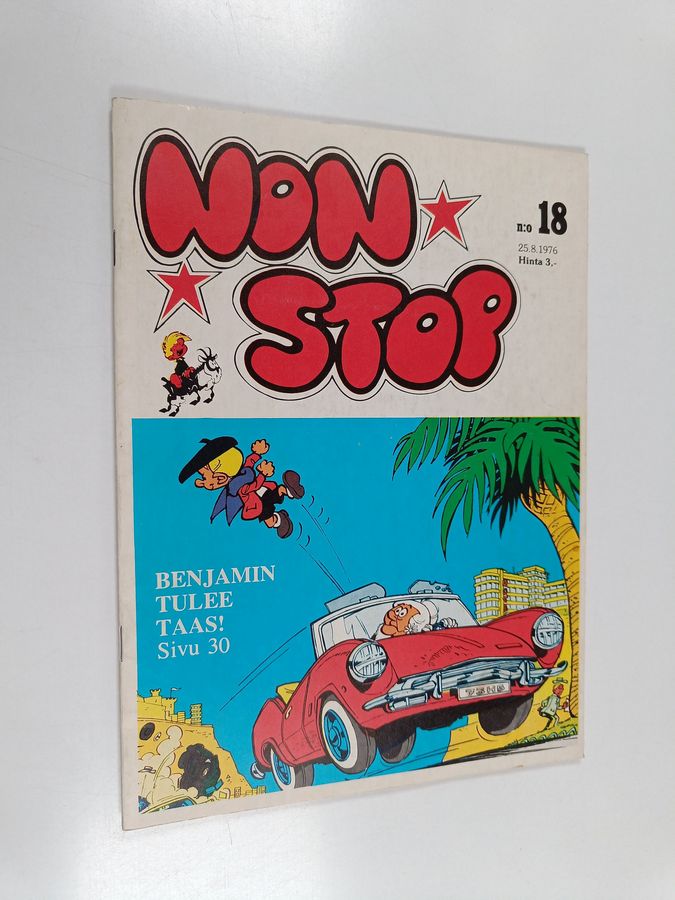 NON
STOP
n:o 18
25.8.1976
Hinta 3,-
BENJAMIN
TULEE
TAAS!
Sivu 30